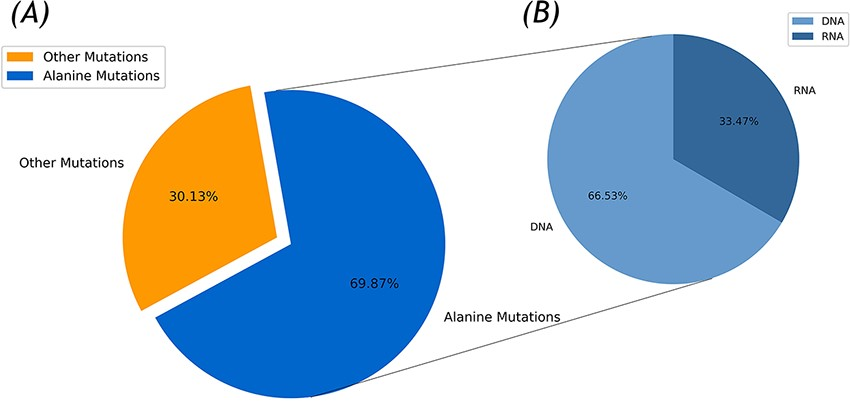 (A)
Other Mutations
Alanine Mutations
Other Mutations
30.13%
69.87%
Alanine Mutations
(B)
DNA
RNA
RNA
33.47%
66.53%
DNA